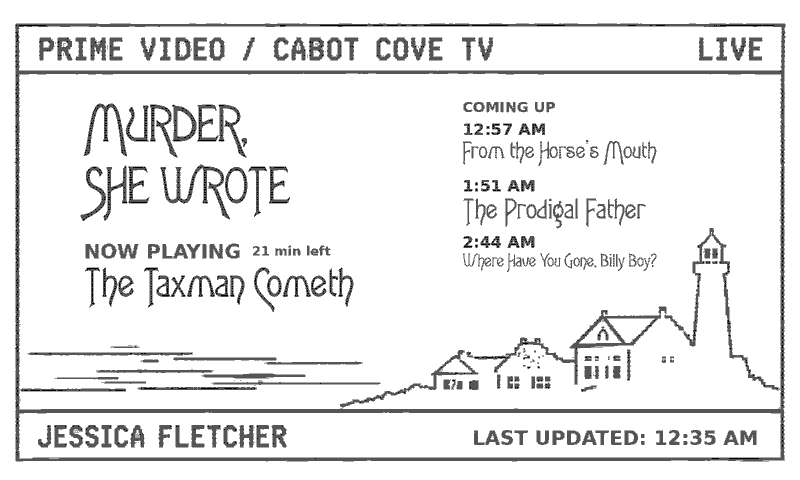 PRIME VIDEO / CABOT COVE TV
LIVE
MURDER,
SHE WROTE
NOW PLAYING 21 min left
The Taxman Cometh
COMING UP
12:57 AM
From the Horse's Mouth
1:51 AM
The Prodigal Father
2:44 AM
Where Have You Gone, Billy Boy?
JESSICA FLETCHER
LAST UPDATED: 12:35 AM